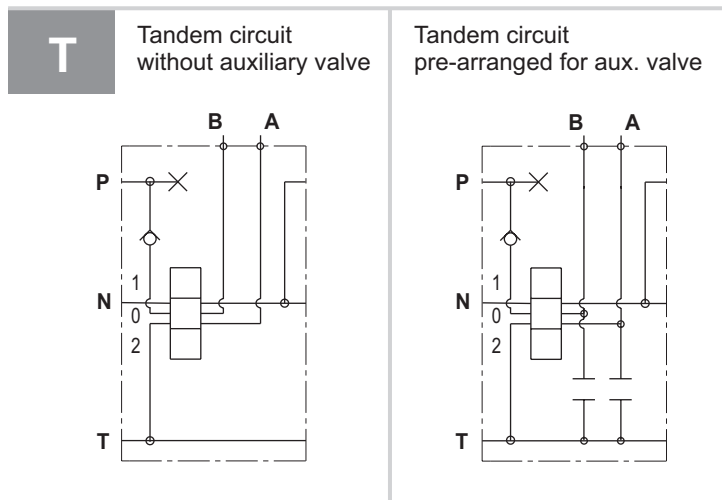 T
Tandem circuit
without auxiliary valve
Tandem circuit
pre-arranged for aux. valve
B A
P
1
N
0
2
T
B A
P
1
N
0
2
T